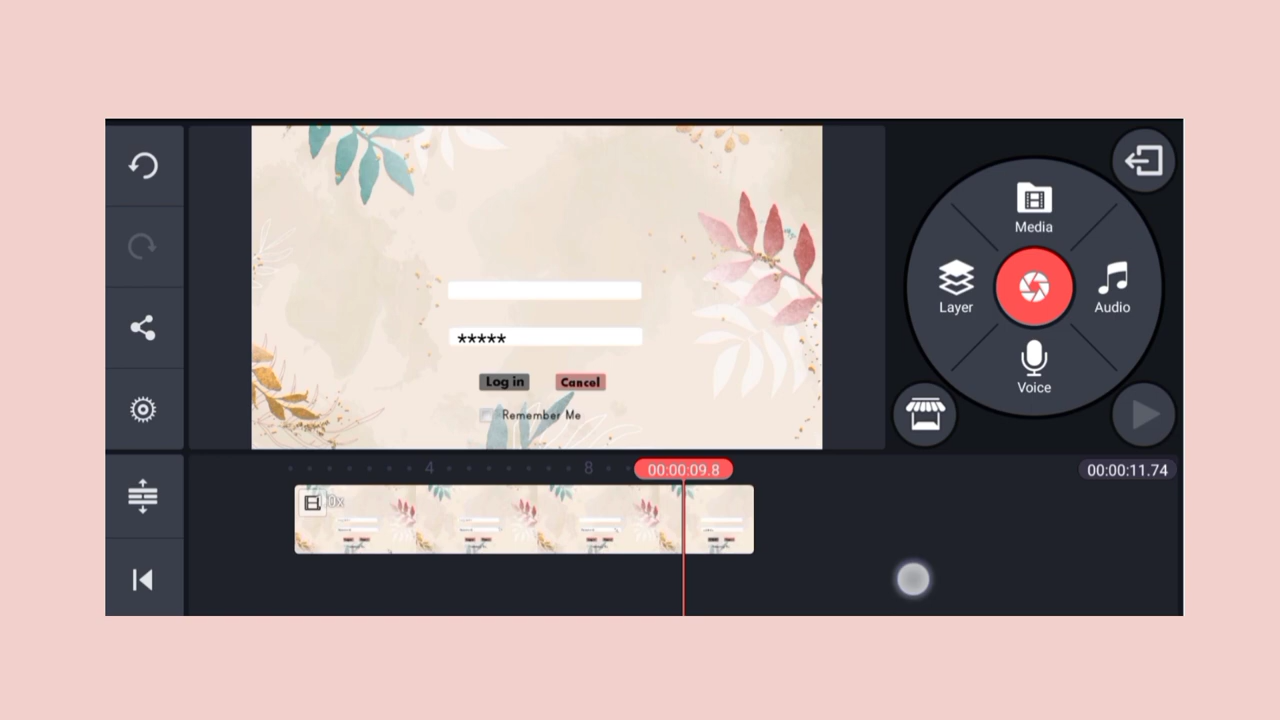 Media
Layer
Audio
Voice
*****
Log in
Cancel
Remember Me
4
8
00:00:09.8
00:00:11.74